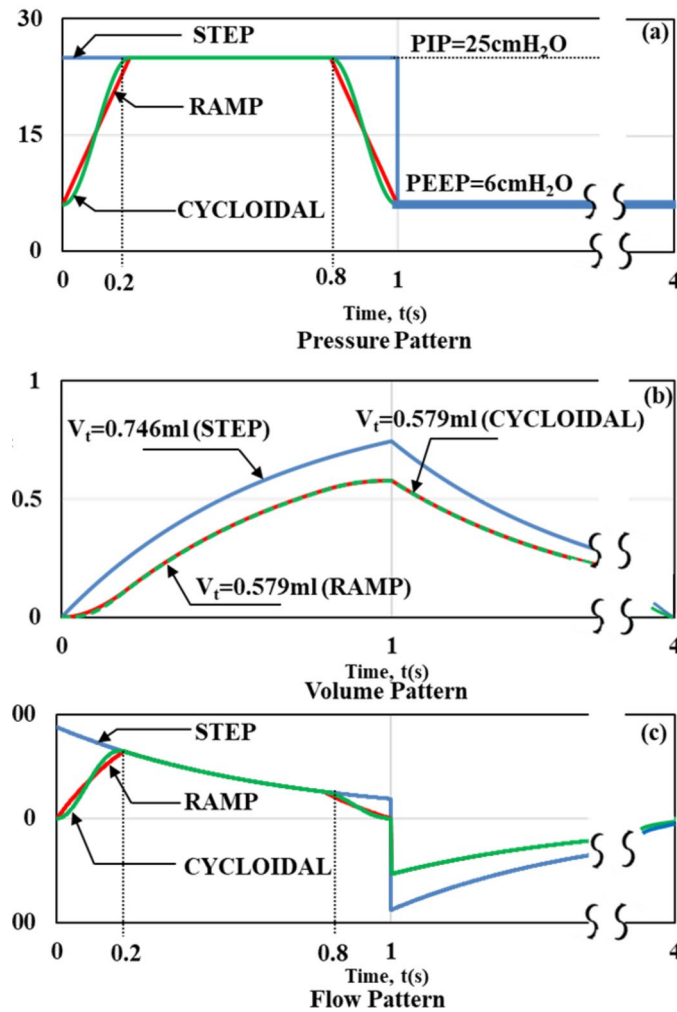 30
STEP
(a)
PIP=25cmH₂O
RAMP
15
PEEP=6cmH₂O
CYCLOIDAL
0
0
0.2
0.8
1
4
Time, t(s)
Pressure Pattern
1
(b)
Vₜ=0.746ml (STEP)
Vₜ=0.579ml (CYCLOIDAL)
0.5
Vₜ=0.579ml (RAMP)
0
0
1
4
Time, t(s)
Volume Pattern
00
STEP
(c)
RAMP
0
CYCLOIDAL
00
0
0.2
0.8
1
4
Time, t(s)
Flow Pattern